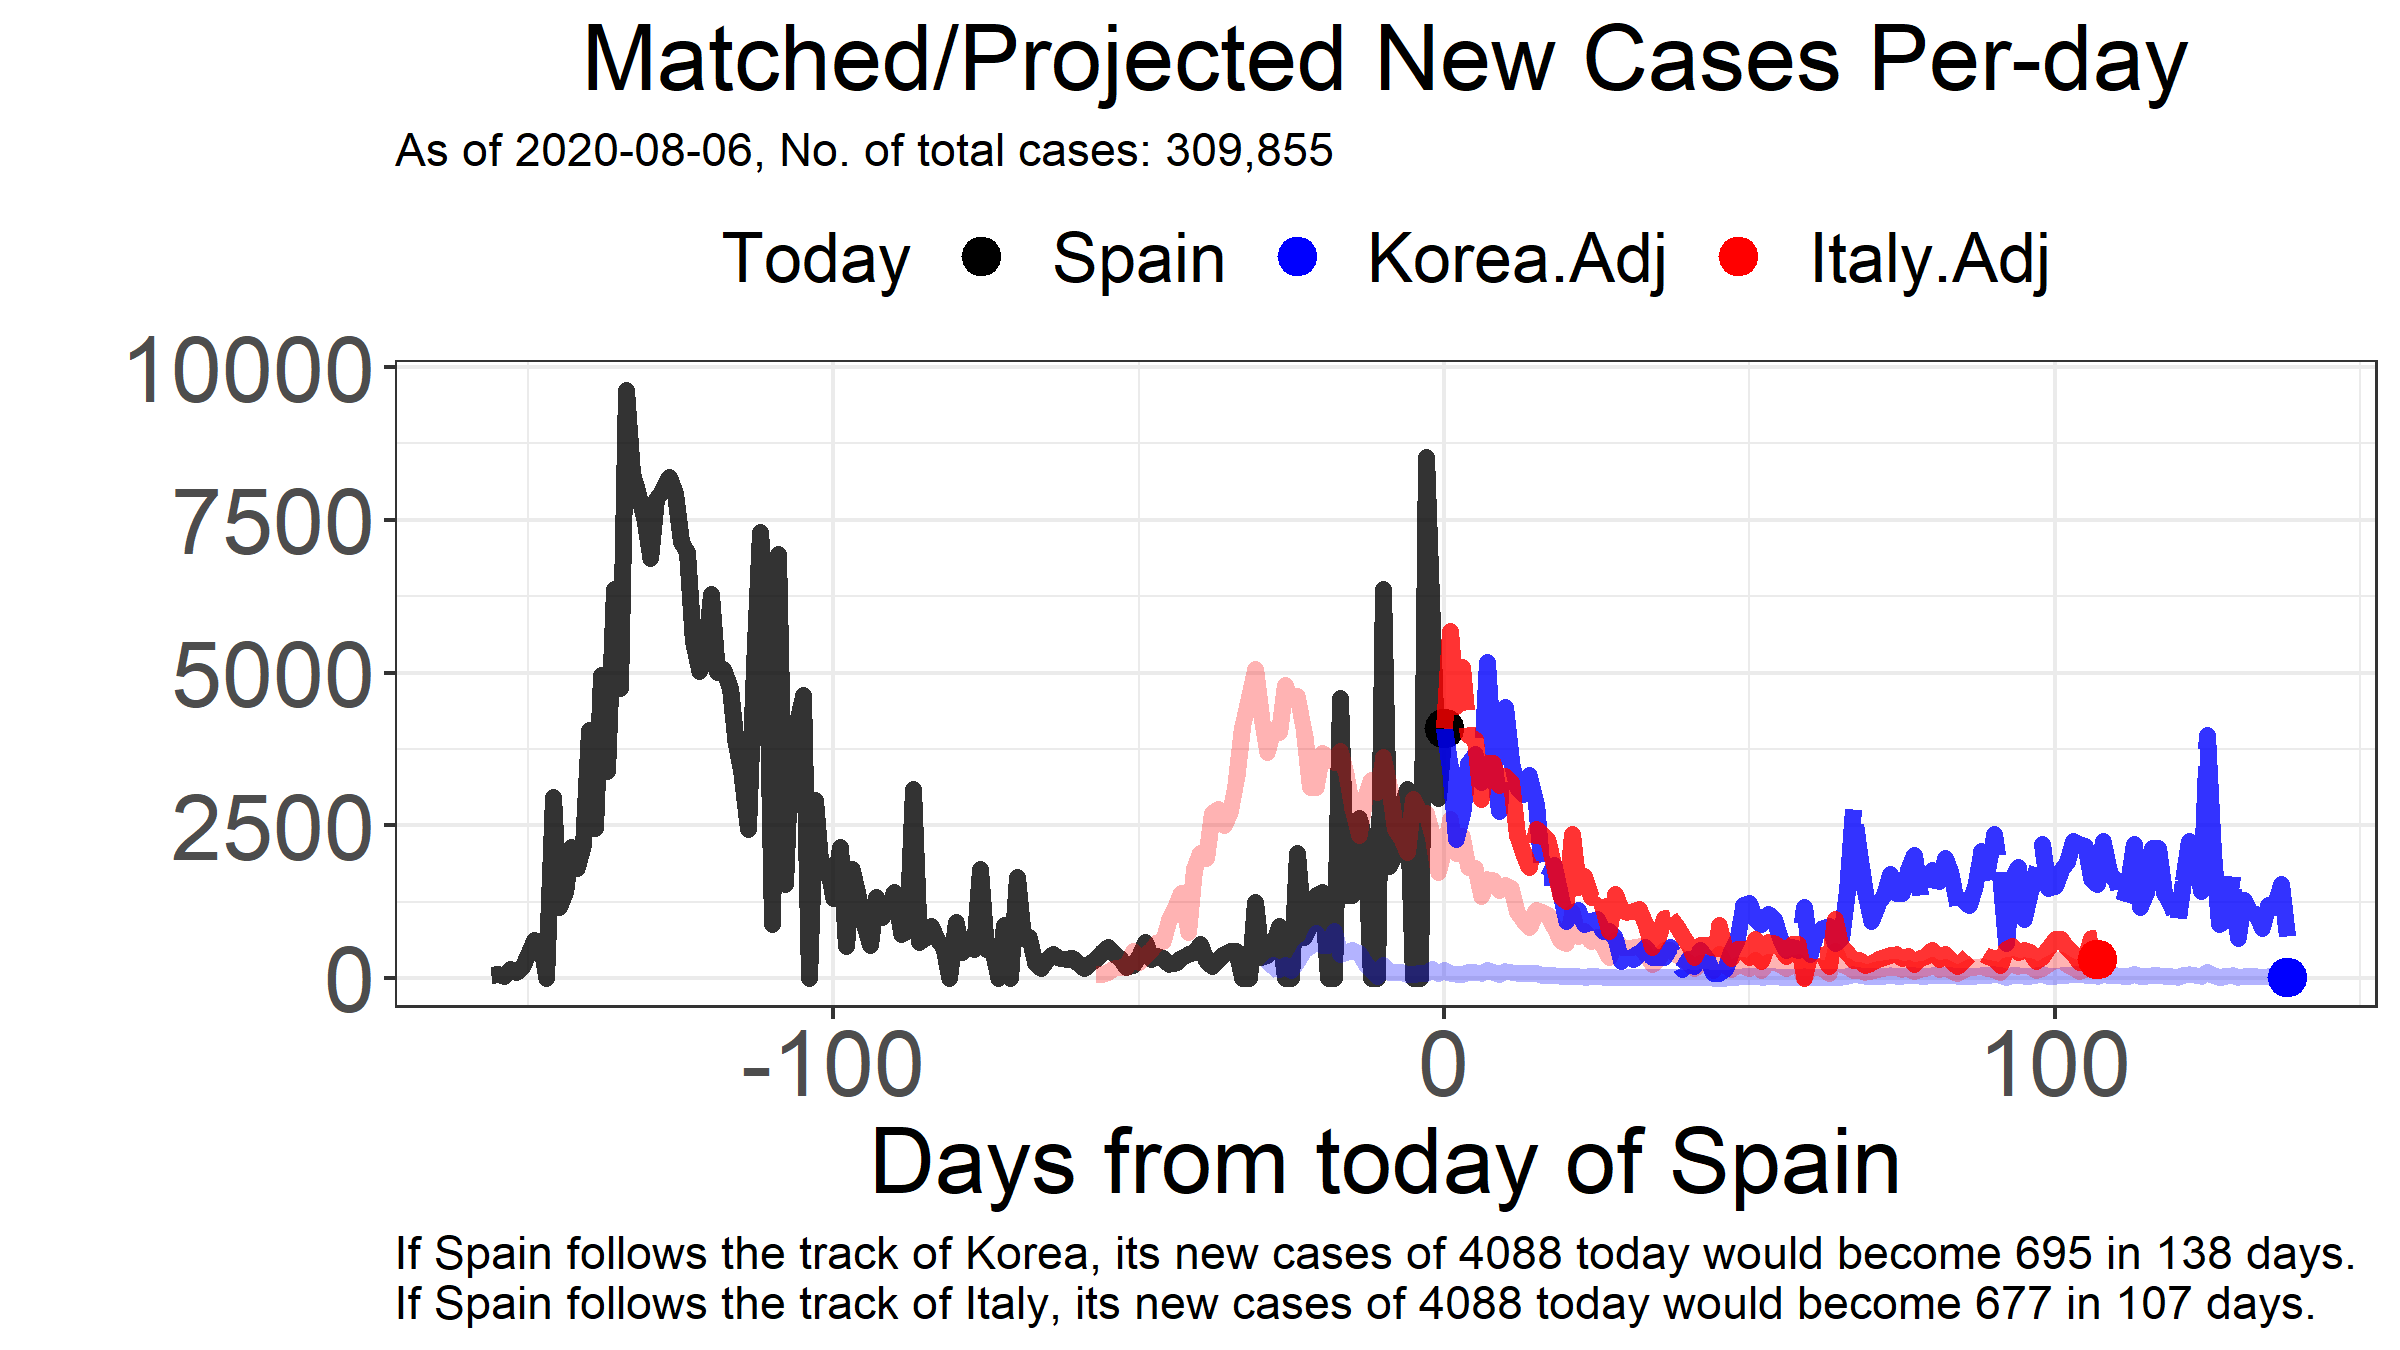 Matched/Projected New Cases Per-day
As of 2020-08-06, No. of total cases: 309,855
Today Spain Korea.Adj Italy.Adj
10000
7500
5000
2500
0
-100 0 100
Days from today of Spain
If Spain follows the track of Korea, its new cases of 4088 today would become 695 in 138 days.
If Spain follows the track of Italy, its new cases of 4088 today would become 677 in 107 days.